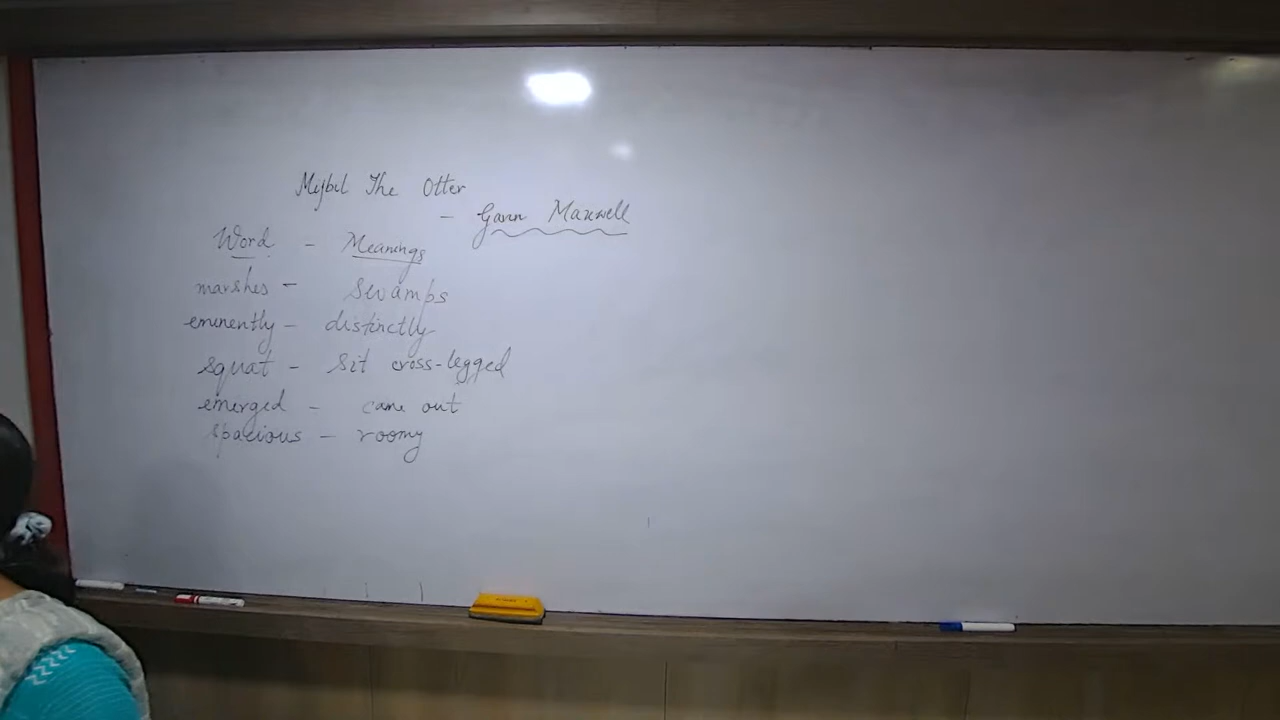 Mijbil The Otter
- Gavin Maxwell
Word - Meanings
marshes - swamps
eminently - distinctly
squat - sit cross-legged
emerged - came out
spacious - roomy